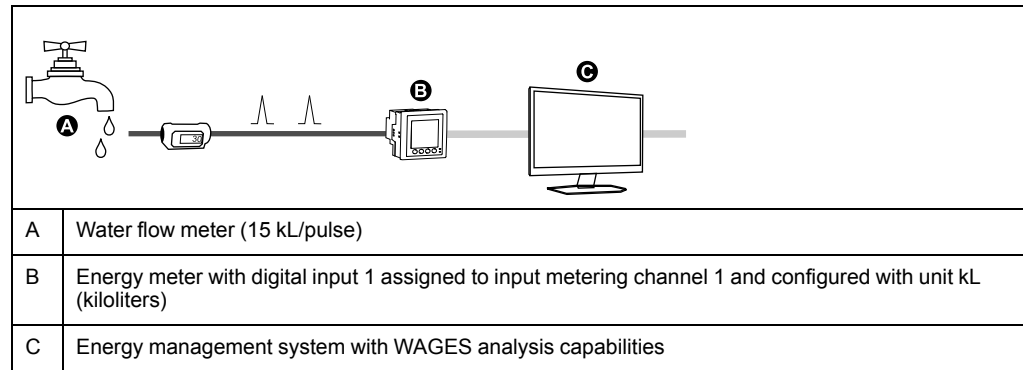 C
B
A
30
A Water flow meter (15 kL/pulse)
B Energy meter with digital input 1 assigned to input metering channel 1 and configured with unit kL
(kiloliters)
C Energy management system with WAGES analysis capabilities